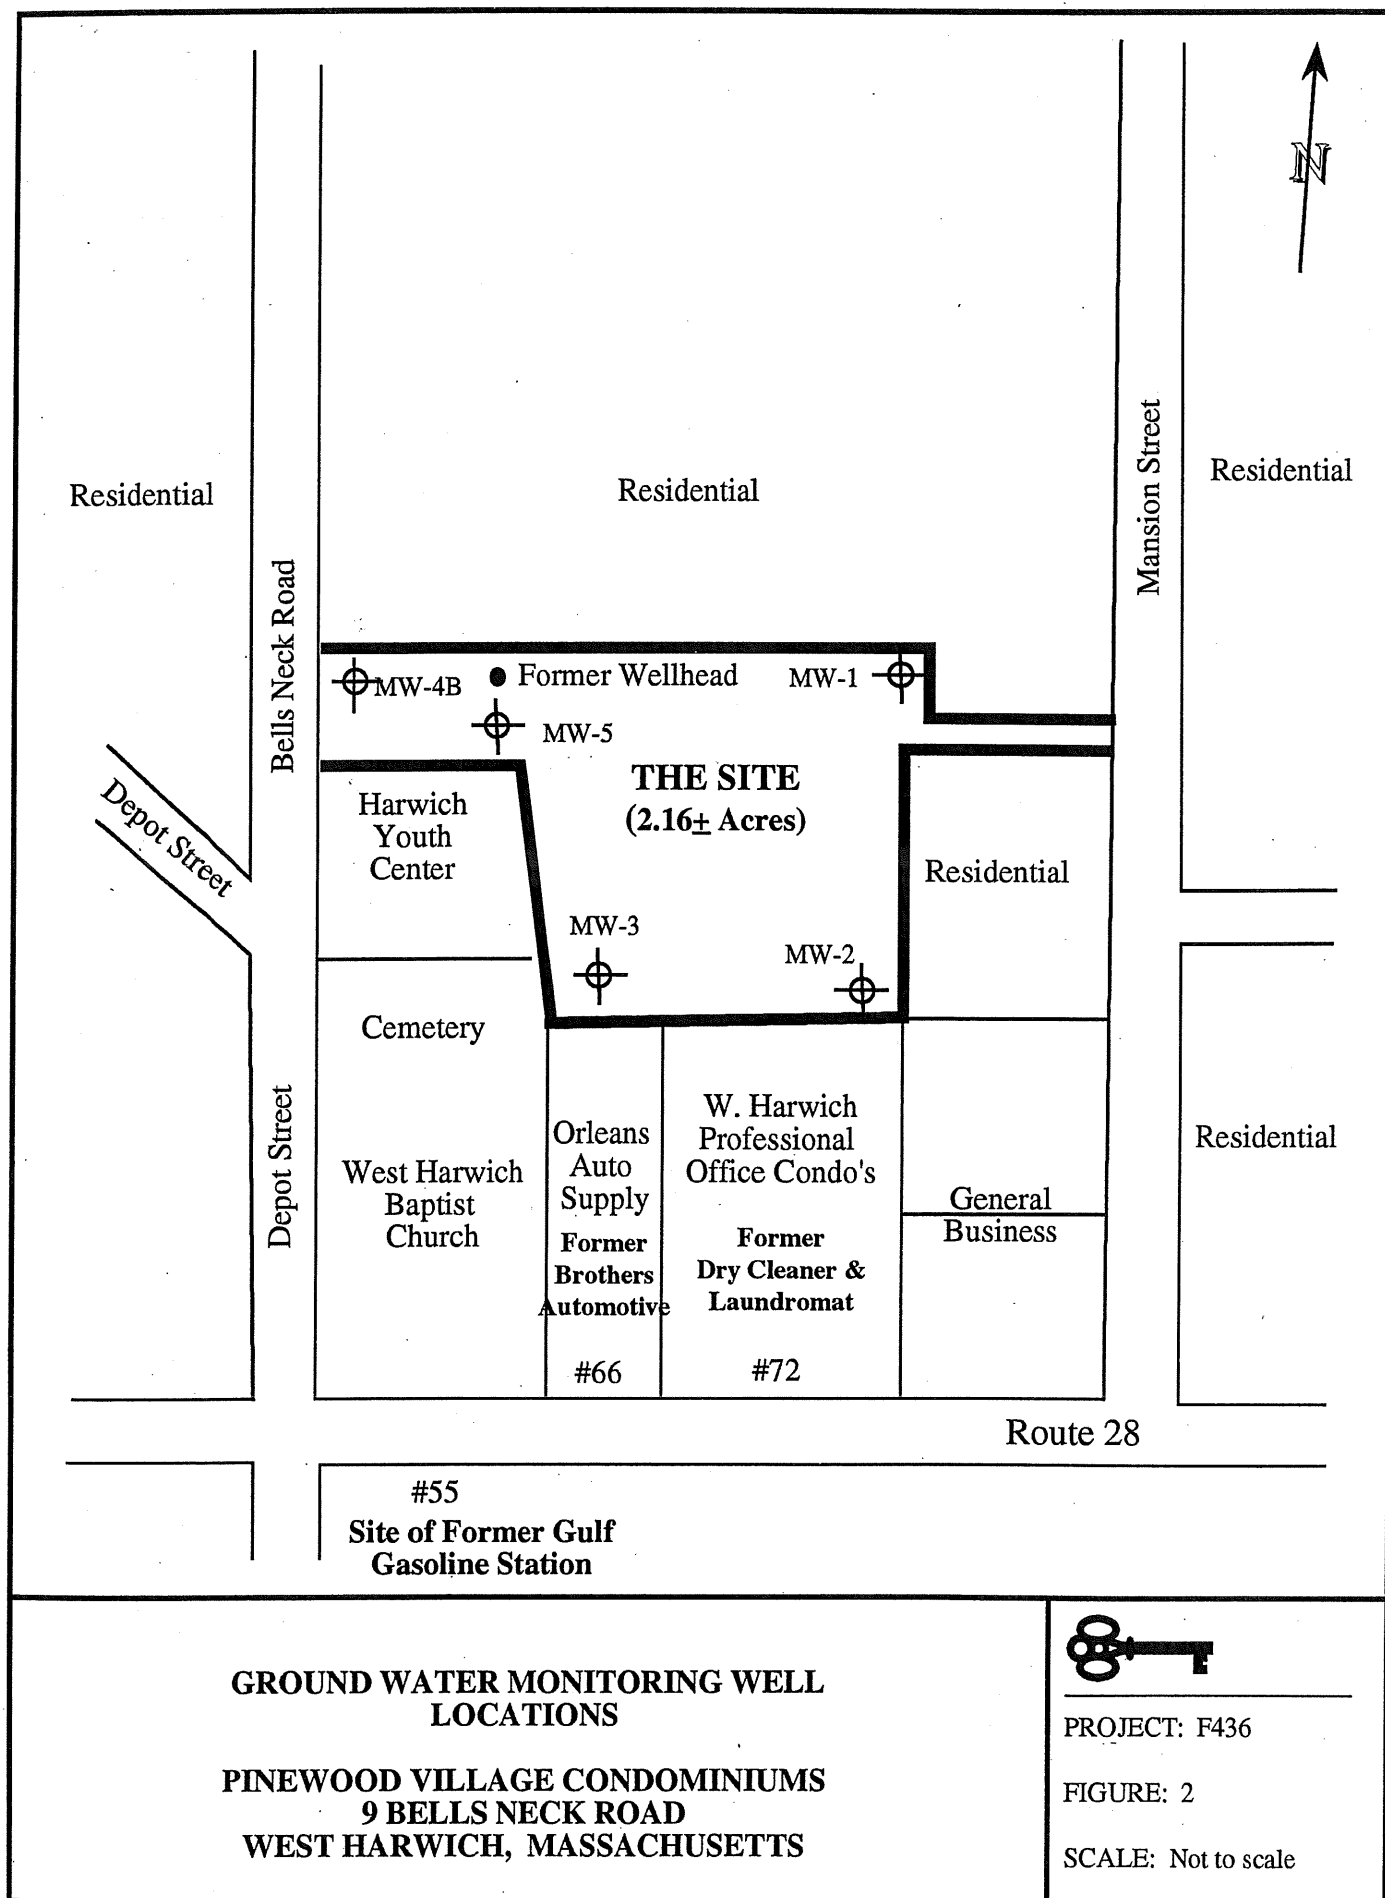 N
Residential
Residential
Mansion Street
Residential
Bells Neck Road
MW-4B
Former Wellhead
MW-1
MW-5
THE SITE
(2.16± Acres)
Depot Street
Harwich
Youth
Center
Residential
MW-3
MW-2
Cemetery
Depot Street
West Harwich
Baptist
Church
Orleans
Auto
Supply
Former
Brothers
Automotive
#66
W. Harwich
Professional
Office Condo's
Former
Dry Cleaner &
Laundromat
#72
General
Business
Residential
Route 28
#55
Site of Former Gulf
Gasoline Station
GROUND WATER MONITORING WELL
LOCATIONS
PINEWOOD VILLAGE CONDOMINIUMS
9 BELLS NECK ROAD
WEST HARWICH, MASSACHUSETTS
PROJECT: F436
FIGURE: 2
SCALE: Not to scale